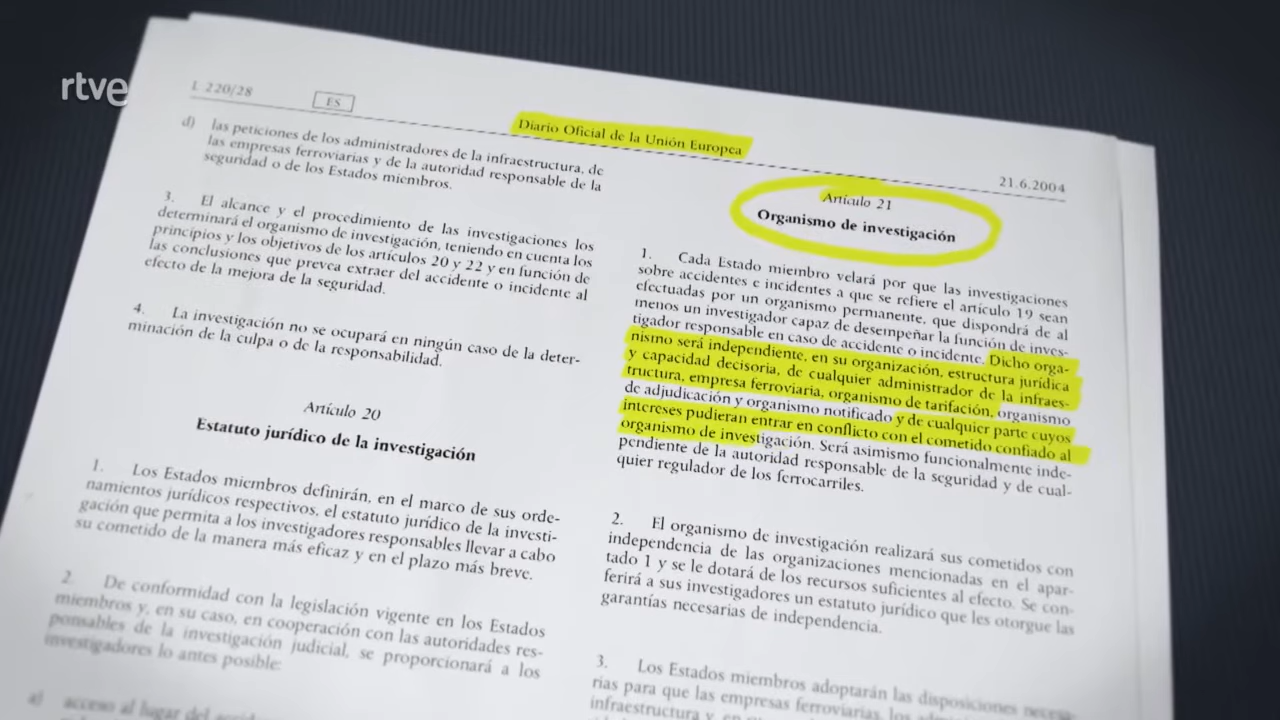 rtve
L 220/28
ES
Diario Oficial de la Unión Europea
21.6.2004
d) las peticiones de los administradores de la infraestructura, de
las empresas ferroviarias y de la autoridad responsable de la
seguridad o de los Estados miembros.
3. El alcance y el procedimiento de las investigaciones los
determinará el organismo de investigación, teniendo en cuenta los
principios y los objetivos de los artículos 20 y 22 y en función de
las conclusiones que prevea extraer del accidente o incidente al
efecto de la mejora de la seguridad.
4. La investigación no se ocupará en ningún caso de la deter-
minación de la culpa o de la responsabilidad.
Artículo 20
Estatuto jurídico de la investigación
1. Los Estados miembros definirán, en el marco de sus orde-
namientos jurídicos respectivos, el estatuto jurídico de la investi-
gación que permita a los investigadores responsables llevar a cabo
su cometido de la manera más eficaz y en el plazo más breve.
2. De conformidad con la legislación vigente en los Estados
miembros y, en su caso, en cooperación con las autoridades res-
ponsables de la investigación judicial, se proporcionará a los
investigadores lo antes posible:
a) acceso al lugar del
Artículo 21
Organismo de investigación
1. Cada Estado miembro velará por que las investigaciones
sobre accidentes e incidentes a que se refiere el artículo 19 sean
efectuadas por un organismo permanente, que dispondrá de al
menos un investigador capaz de desempeñar la función de inves-
tigador responsable en caso de accidente o incidente. Dicho orga-
nismo será independiente, en su organización, estructura jurídica
y capacidad decisoria, de cualquier administrador de la infraes-
tructura, empresa ferroviaria, organismo de tarifación, organismo
de adjudicación y organismo notificado y de cualquier parte cuyos
intereses pudieran entrar en conflicto con el cometido confiado al
organismo de investigación. Será asimismo funcionalmente inde-
pendiente de la autoridad responsable de la seguridad y de cual-
quier regulador de los ferrocarriles.
2. El organismo de investigación realizará sus cometidos con
independencia de las organizaciones mencionadas en el apar-
tado 1 y se le dotará de los recursos suficientes al efecto. Se con-
ferirá a sus investigadores un estatuto jurídico que les otorgue las
garantías necesarias de independencia.
3. Los Estados miembros adoptarán las disposiciones necesa-
rias para que las empresas ferroviarias, los
infraestructura y, en